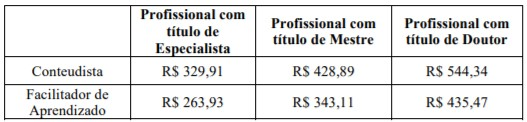 Profissional com título de Especialista
Profissional com título de Mestre
Profissional com título de Doutor
Conteudista R$ 329,91 R$ 428,89 R$ 544,34
Facilitador de Aprendizado R$ 263,93 R$ 343,11 R$ 435,47